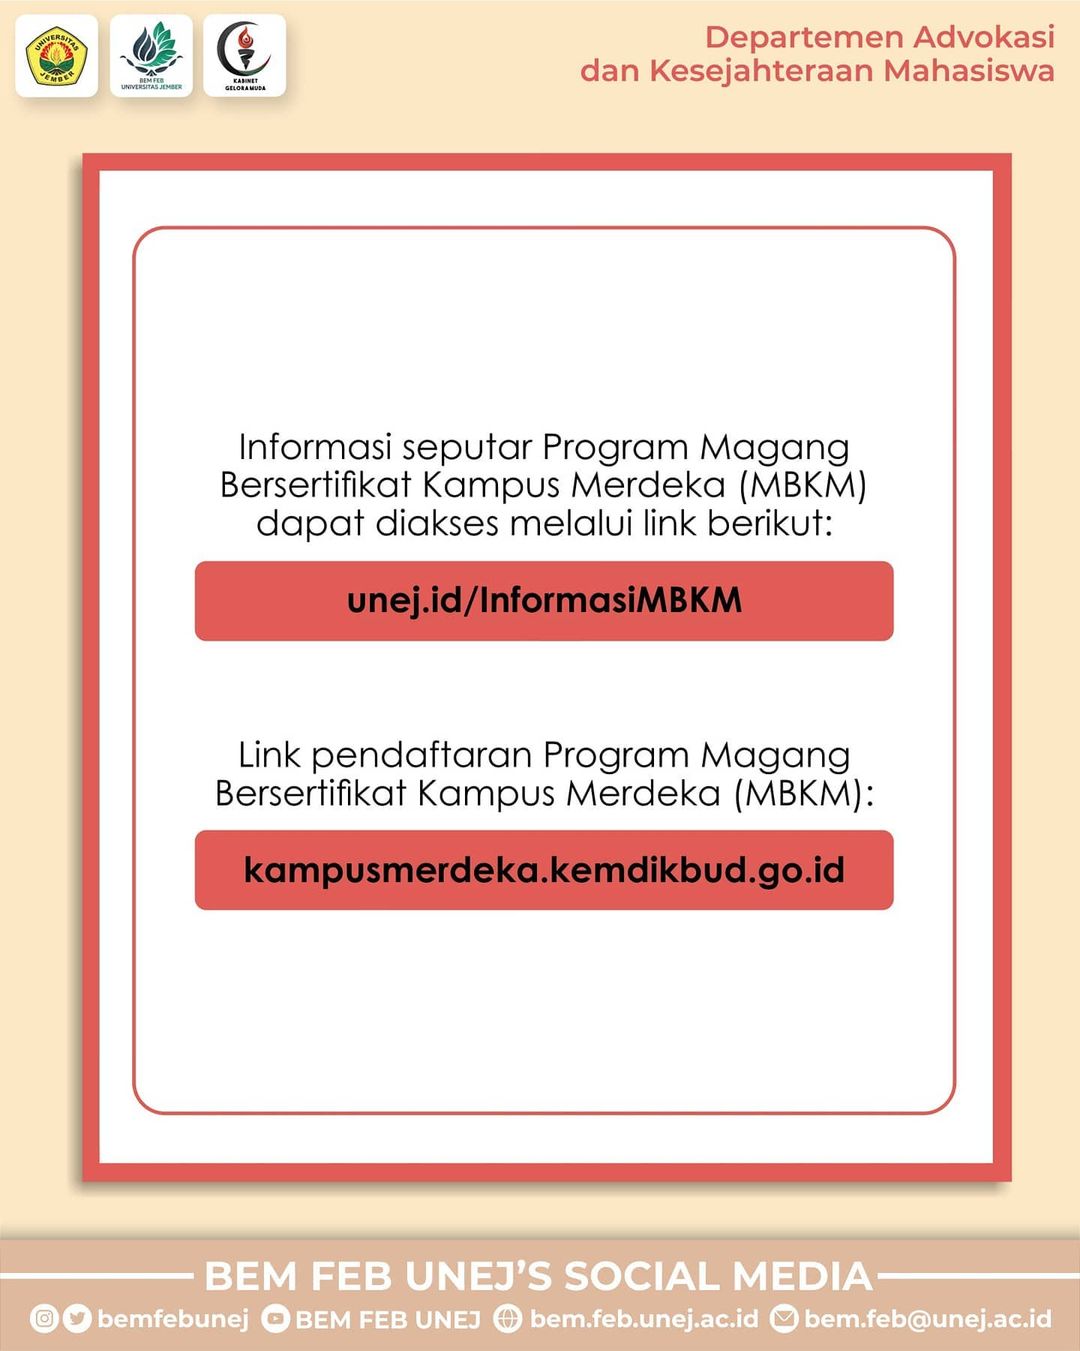 UNIVERSITAS
JEMBER
BEM FEB
UNIVERSITAS JEMBER
KABINET
GELORA MUDA
Departemen Advokasi
dan Kesejahteraan Mahasiswa
Informasi seputar Program Magang
Bersertifikat Kampus Merdeka (MBKM)
dapat diakses melalui link berikut:
unej.id/InformasiMBKM
Link pendaftaran Program Magang
Bersertifikat Kampus Merdeka (MBKM):
kampusmerdeka.kemdikbud.go.id
BEM FEB UNEJ’S SOCIAL MEDIA
bemfebunej BEM FEB UNEJ bem.feb.unej.ac.id bem.feb@unej.ac.id